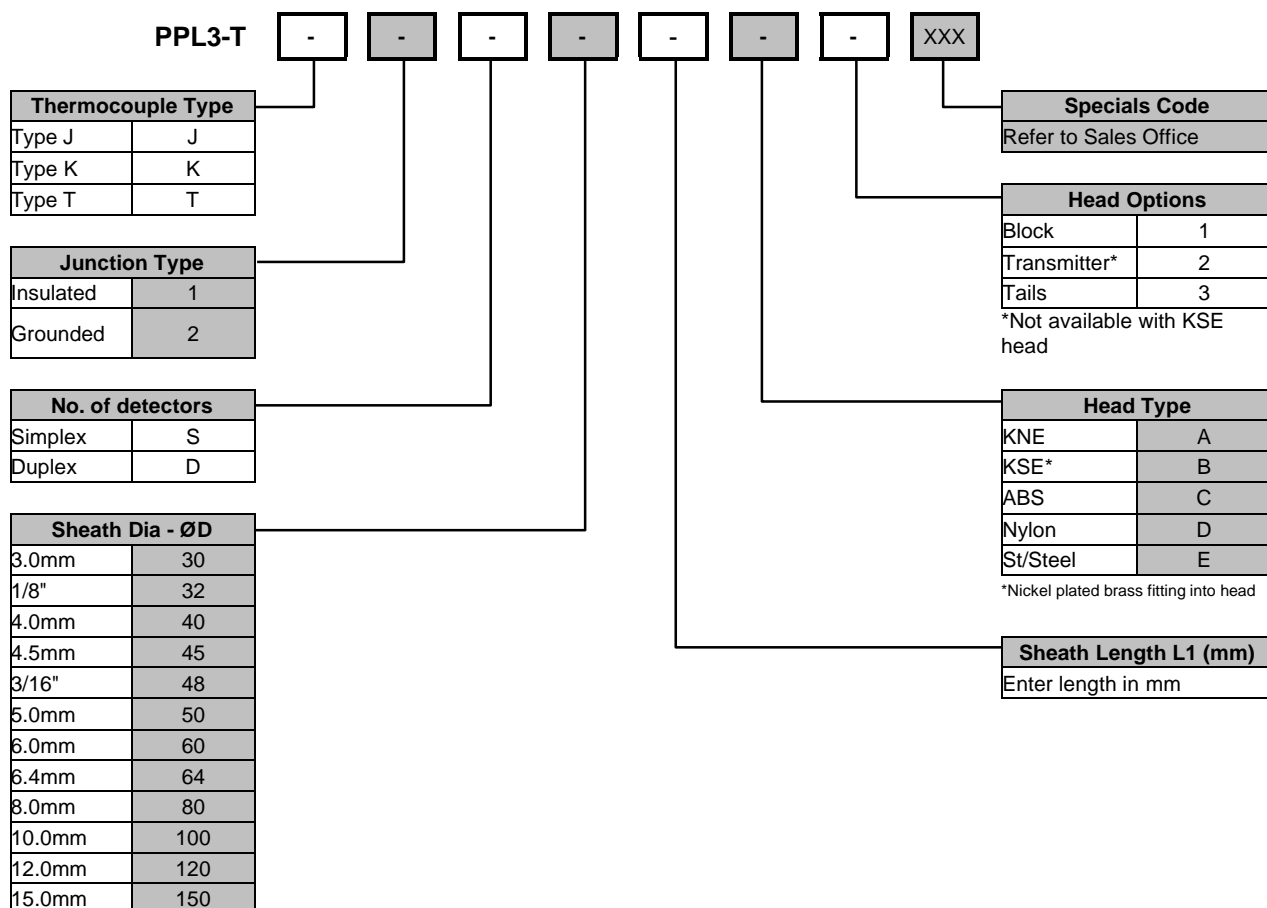 PPL3-T - - - - - - - XXX
Thermocouple Type
Type J J
Type K K
Type T T
Junction Type
Insulated 1
Grounded 2
No. of detectors
Simplex S
Duplex D
Sheath Dia - ØD
3.0mm 30
1/8" 32
4.0mm 40
4.5mm 45
3/16" 48
5.0mm 50
6.0mm 60
6.4mm 64
8.0mm 80
10.0mm 100
12.0mm 120
15.0mm 150
Specials Code
Refer to Sales Office
Head Options
Block 1
Transmitter* 2
Tails 3
*Not available with KSE
head
Head Type
KNE A
KSE* B
ABS C
Nylon D
St/Steel E
*Nickel plated brass fitting into head
Sheath Length L1 (mm)
Enter length in mm